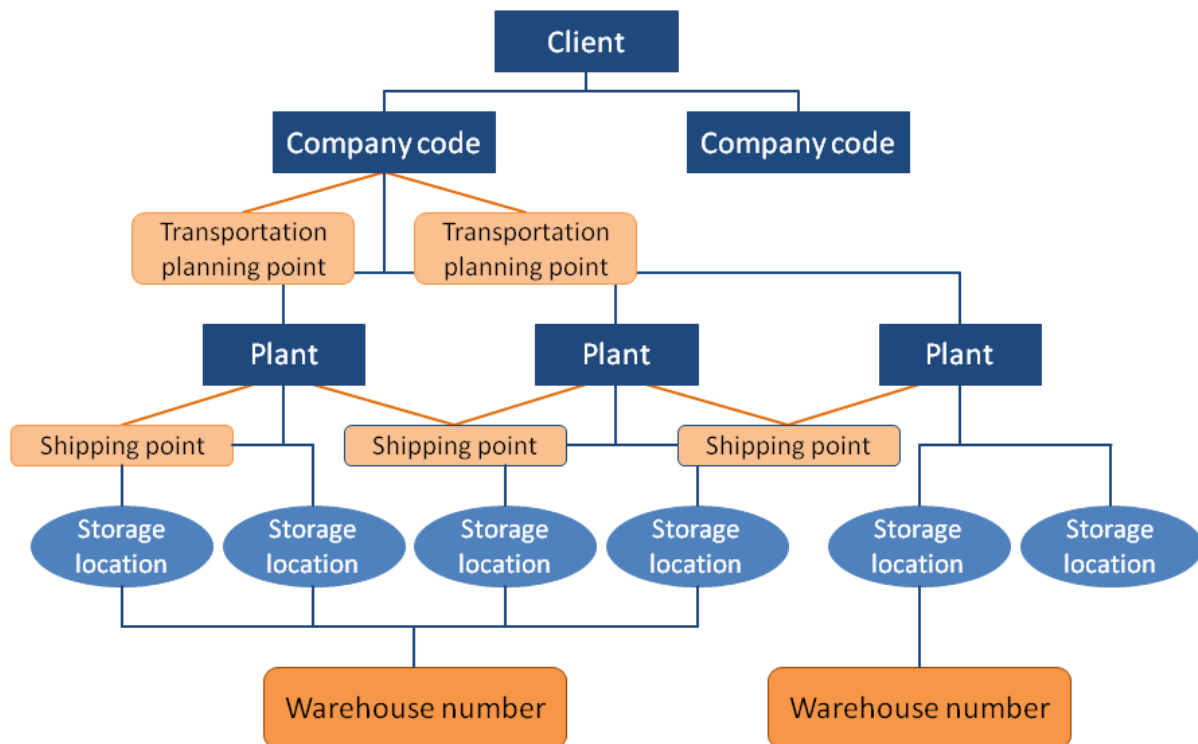 Client
Company code
Company code
Transportation
planning point
Transportation
planning point
Plant
Plant
Plant
Shipping point
Shipping point
Shipping point
Storage
location
Storage
location
Storage
location
Storage
location
Storage
location
Storage
location
Warehouse number
Warehouse number